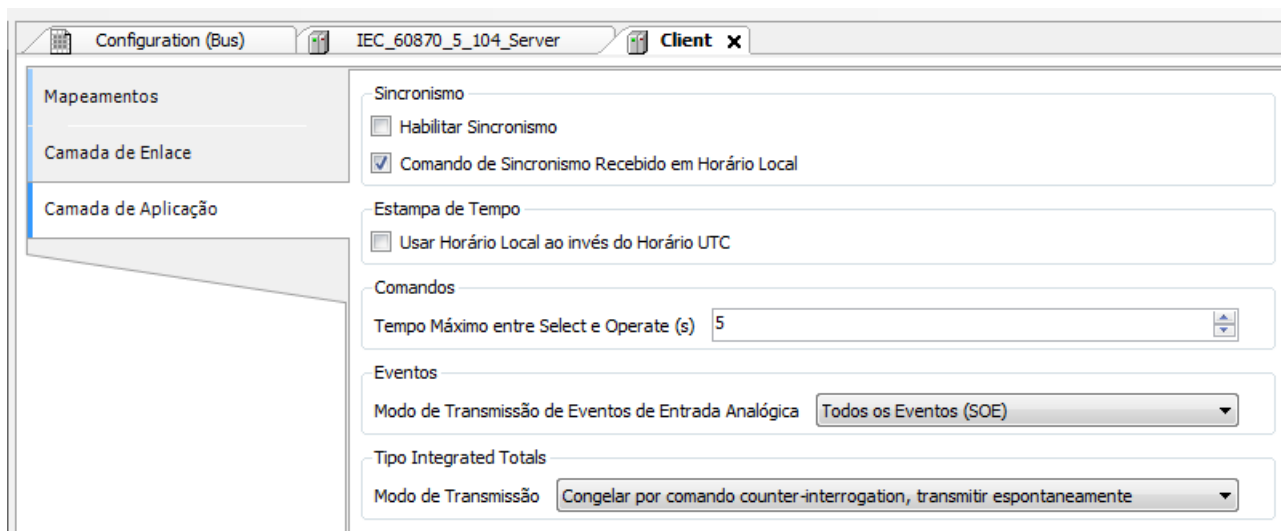 Configuration (Bus) IEC_60870_5_104_Server Client x
Mapeamentos
Camada de Enlace
Camada de Aplicação
Sincronismo
Habilitar Sincronismo
Comando de Sincronismo Recebido em Horário Local
Estampa de Tempo
Usar Horário Local ao invés do Horário UTC
Comandos
Tempo Máximo entre Select e Operate (s) 5
Eventos
Modo de Transmissão de Eventos de Entrada Analógica Todos os Eventos (SOE)
Tipo Integrated Totals
Modo de Transmissão Congelar por comando counter-interrogation, transmitir espontaneamente